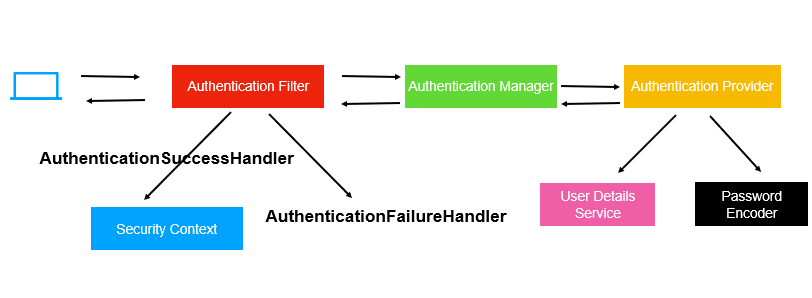 Authentication Filter
Authentication Manager
Authentication Provider
AuthenticationSuccessHandler
Security Context
AuthenticationFailureHandler
User Details
Service
Password
Encoder